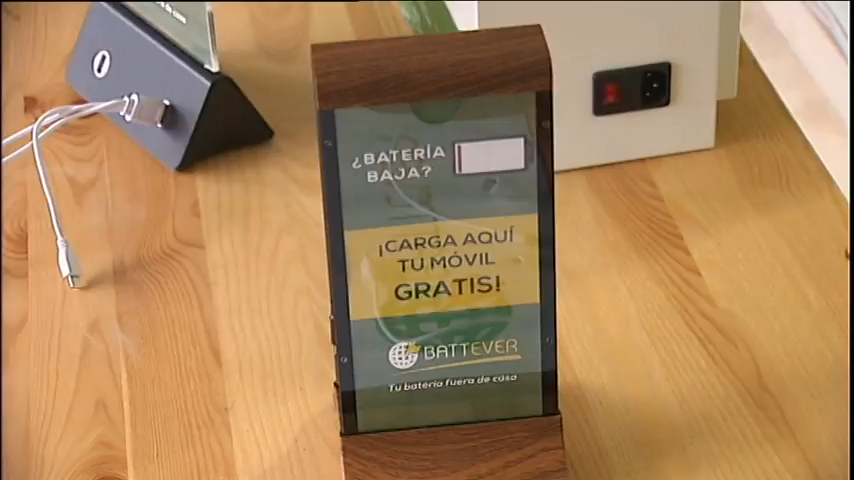 ¿BATERÍA
BAJA?
¡CARGA AQUÍ
TU MÓVIL
GRATIS!
BATTEVER
Tu batería fuera de casa